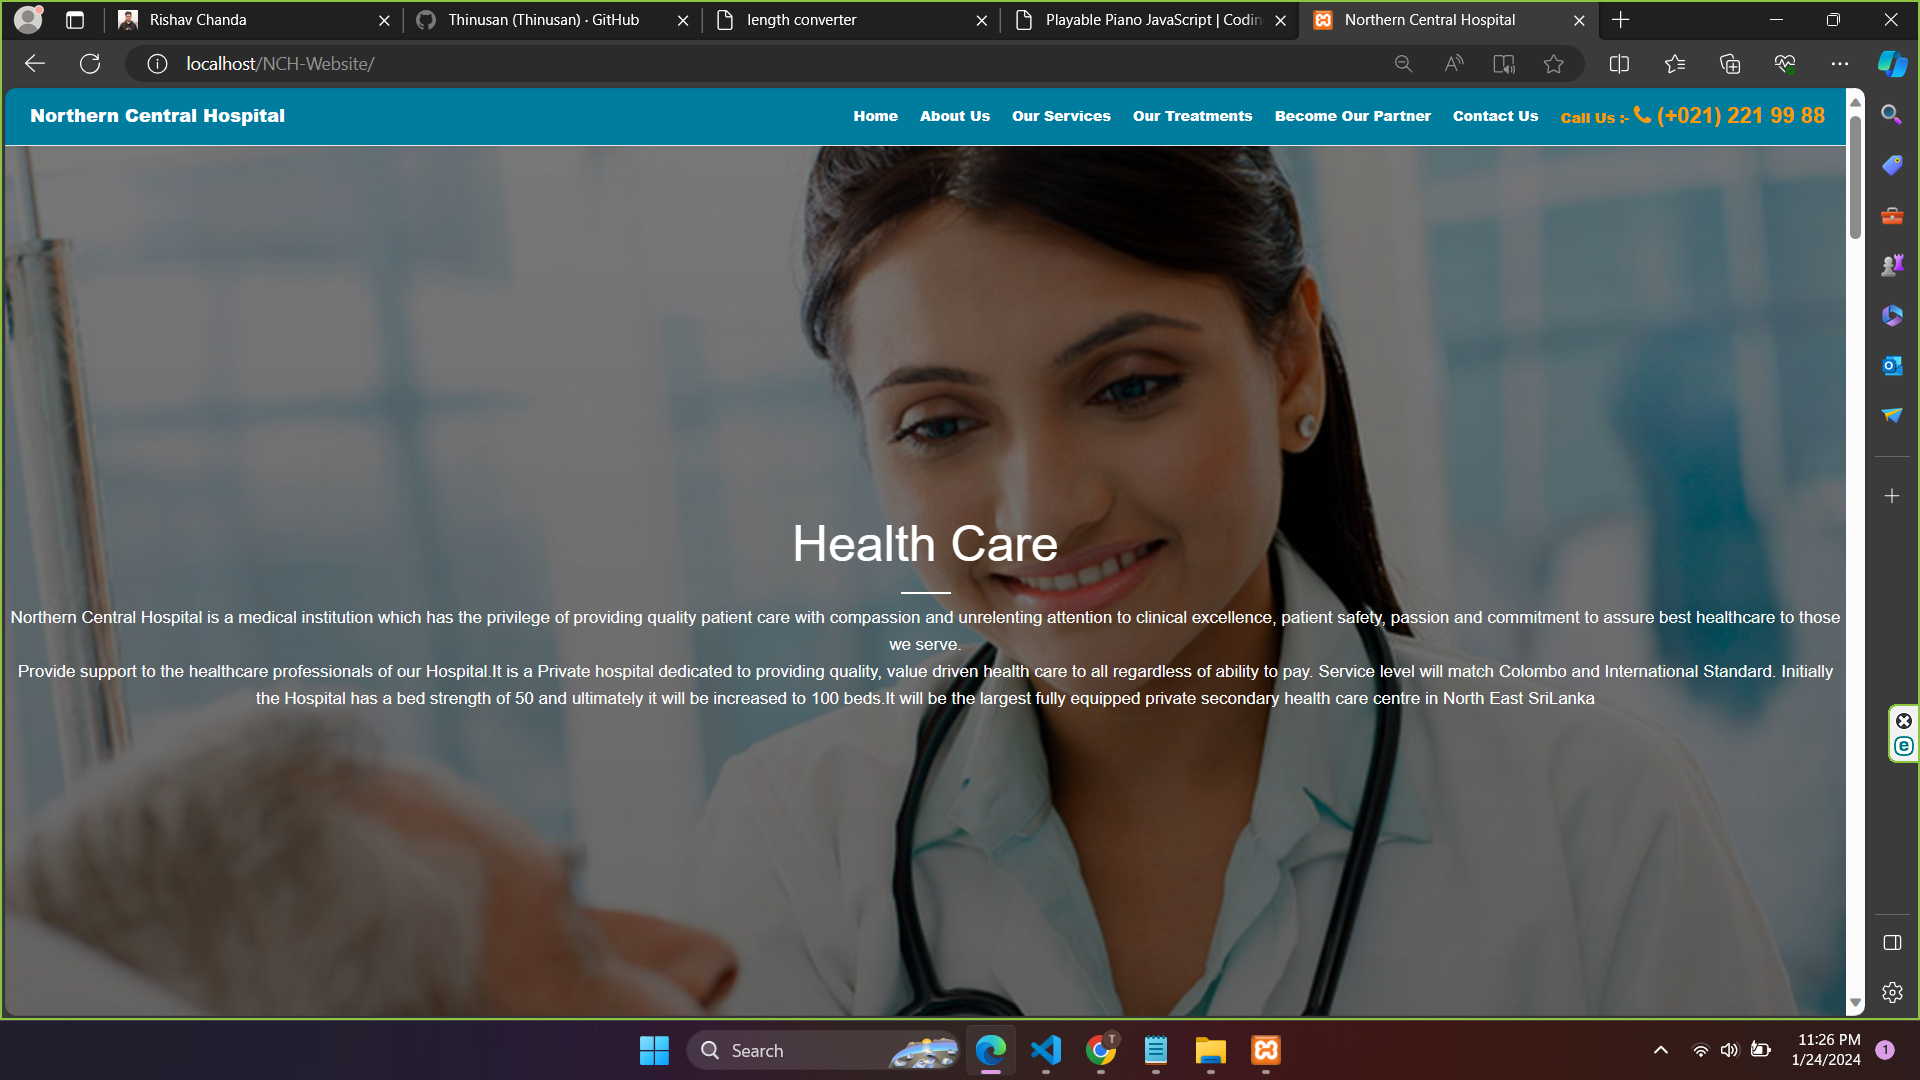 Rishav Chanda
Thinusan (Thinusan) · GitHub
length converter
Playable Piano JavaScript | Codin
Northern Central Hospital
localhost/NCH-Website/
Northern Central Hospital
Home About Us Our Services Our Treatments Become Our Partner Contact Us Call Us :- (+021) 221 99 88
Health Care
Northern Central Hospital is a medical institution which has the privilege of providing quality patient care with compassion and unrelenting attention to clinical excellence, patient safety, passion and commitment to assure best healthcare to those
we serve.
Provide support to the healthcare professionals of our Hospital.It is a Private hospital dedicated to providing quality, value driven health care to all regardless of ability to pay. Service level will match Colombo and International Standard. Initially
the Hospital has a bed strength of 50 and ultimately it will be increased to 100 beds.It will be the largest fully equipped private secondary health care centre in North East SriLanka
Search
T
11:26 PM
1/24/2024
1